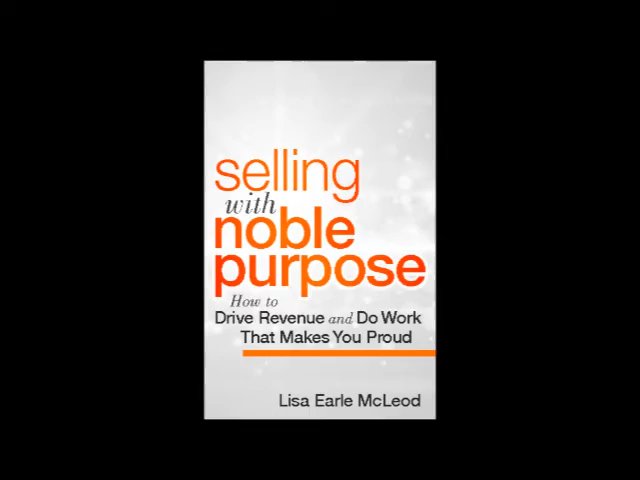 selling
with
noble
purpose
How to
Drive Revenue and Do Work
That Makes You Proud
Lisa Earle McLeod